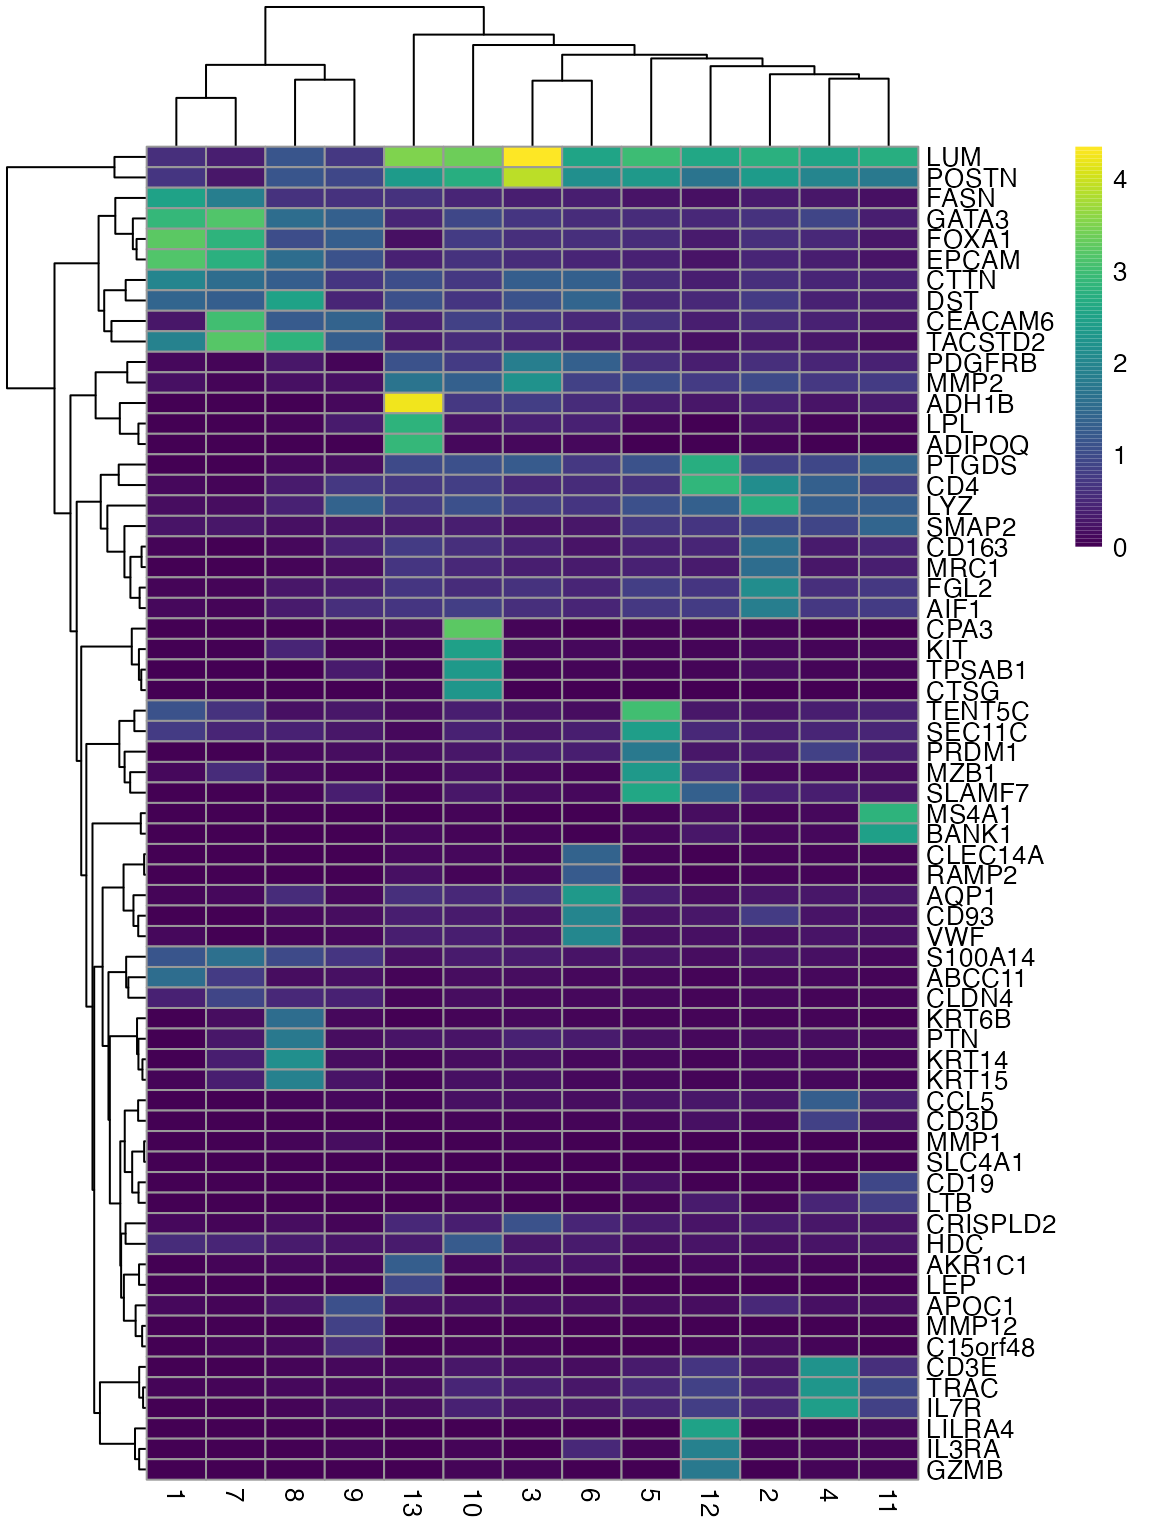 LUM
POSTN
FASN
GATA3
FOXA1
EPCAM
CTTN
DST
CEACAM6
TACSTD2
PDGFRB
MMP2
ADH1B
LPL
ADIPOQ
PTGDS
CD4
LYZ
SMAP2
CD163
MRC1
FGL2
AIF1
CPA3
KIT
TPSAB1
CTSG
TENT5C
SEC11C
PRDM1
MZB1
SLAMF7
MS4A1
BANK1
CLEC14A
RAMP2
AQP1
CD93
VWF
S100A14
ABCC11
CLDN4
KRT6B
PTN
KRT14
KRT15
CCL5
CD3D
MMP1
SLC4A1
CD19
LTB
CRISPLD2
HDC
AKR1C1
LEP
APOC1
MMP12
C15orf48
CD3E
TRAC
IL7R
LILRA4
IL3RA
GZMB
1 7 8 9 13 10 3 6 5 12 2 4 11
4
3
2
1
0